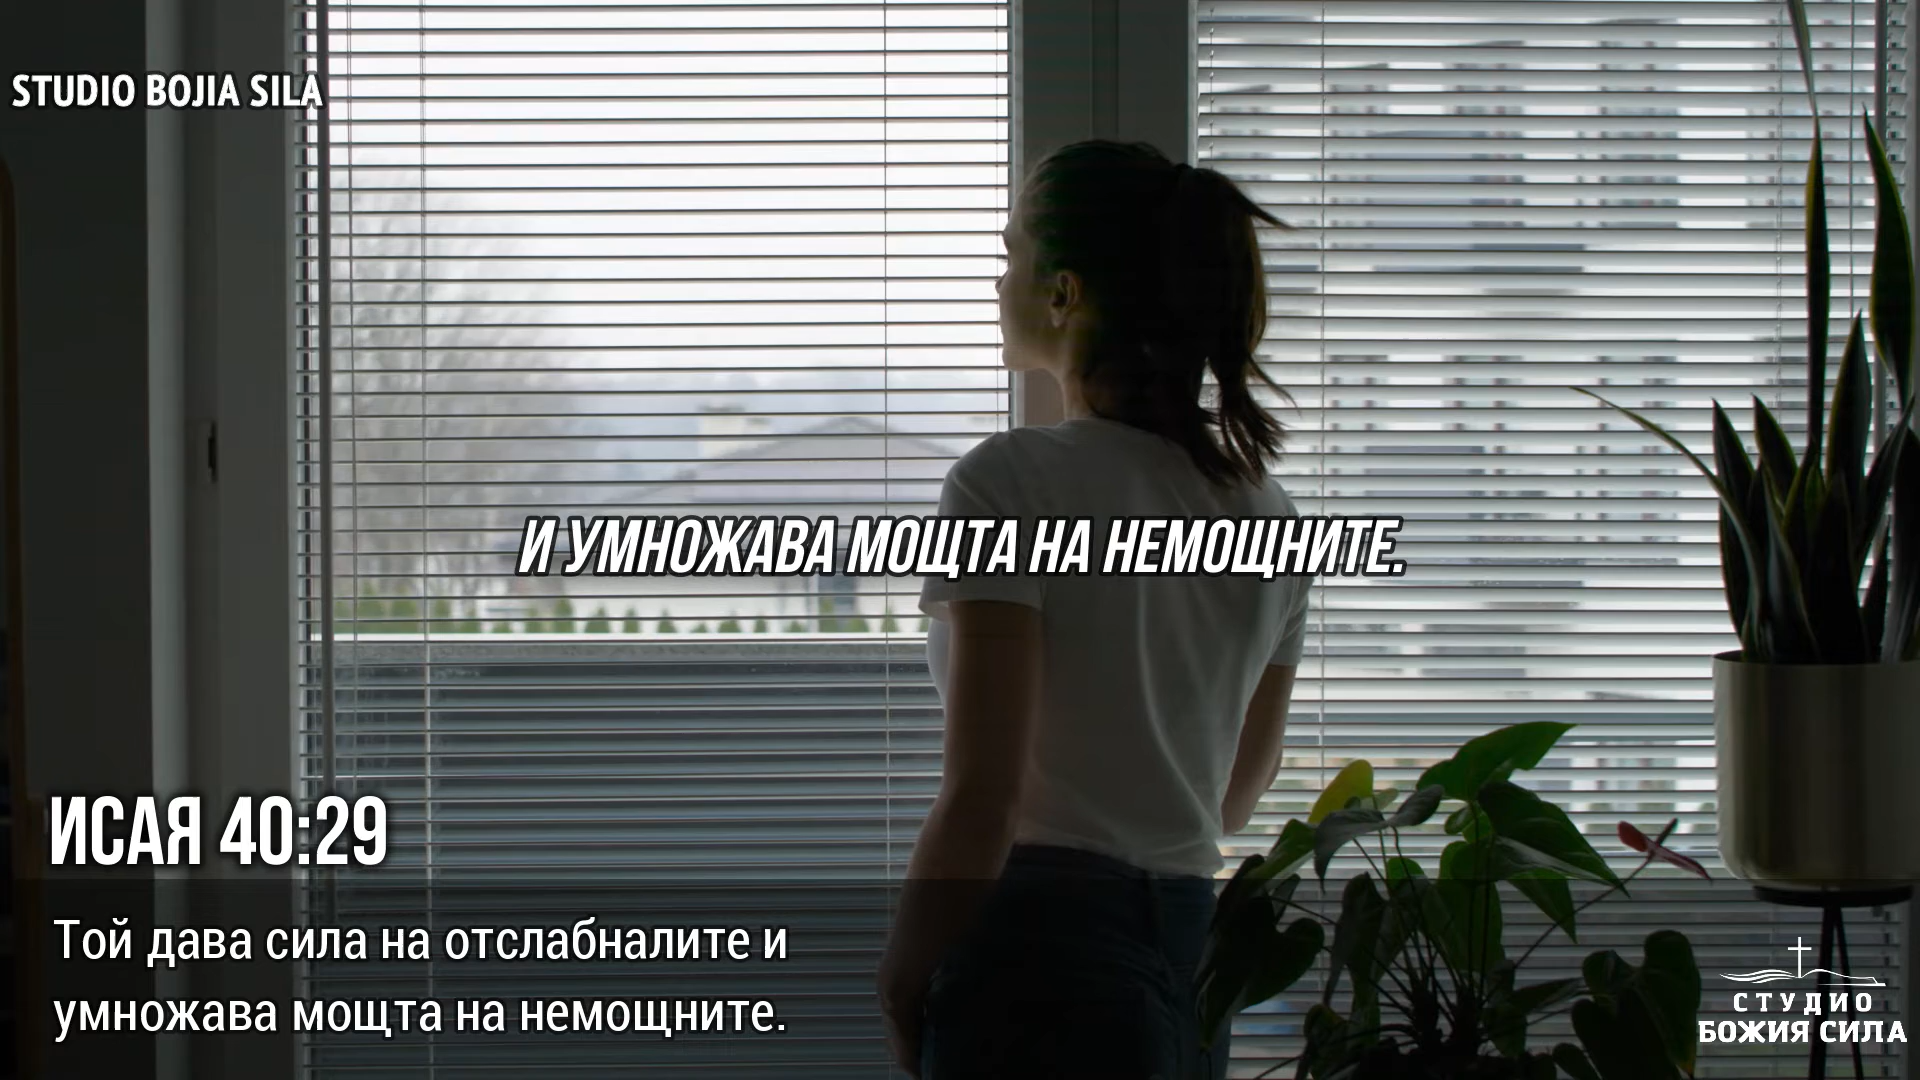 STUDIO BOJIA SILA
И УМНОЖАВА МОЩТА НА НЕМОЩНИТЕ.
ИСАЯ 40:29
Той дава сила на отслабналите и
умножава мощта на немощните.
СТУДИО
БОЖИЯ СИЛА